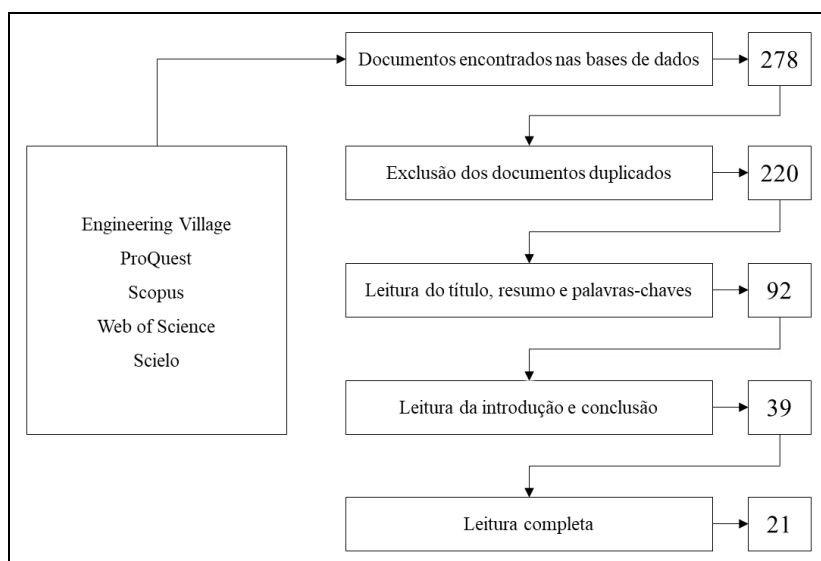 Documentos encontrados nas bases de dados
278
Exclusão dos documentos duplicados
220
Engineering Village
ProQuest
Scopus
Web of Science
Scielo
Leitura do título, resumo e palavras-chaves
92
Leitura da introdução e conclusão
39
Leitura completa
21